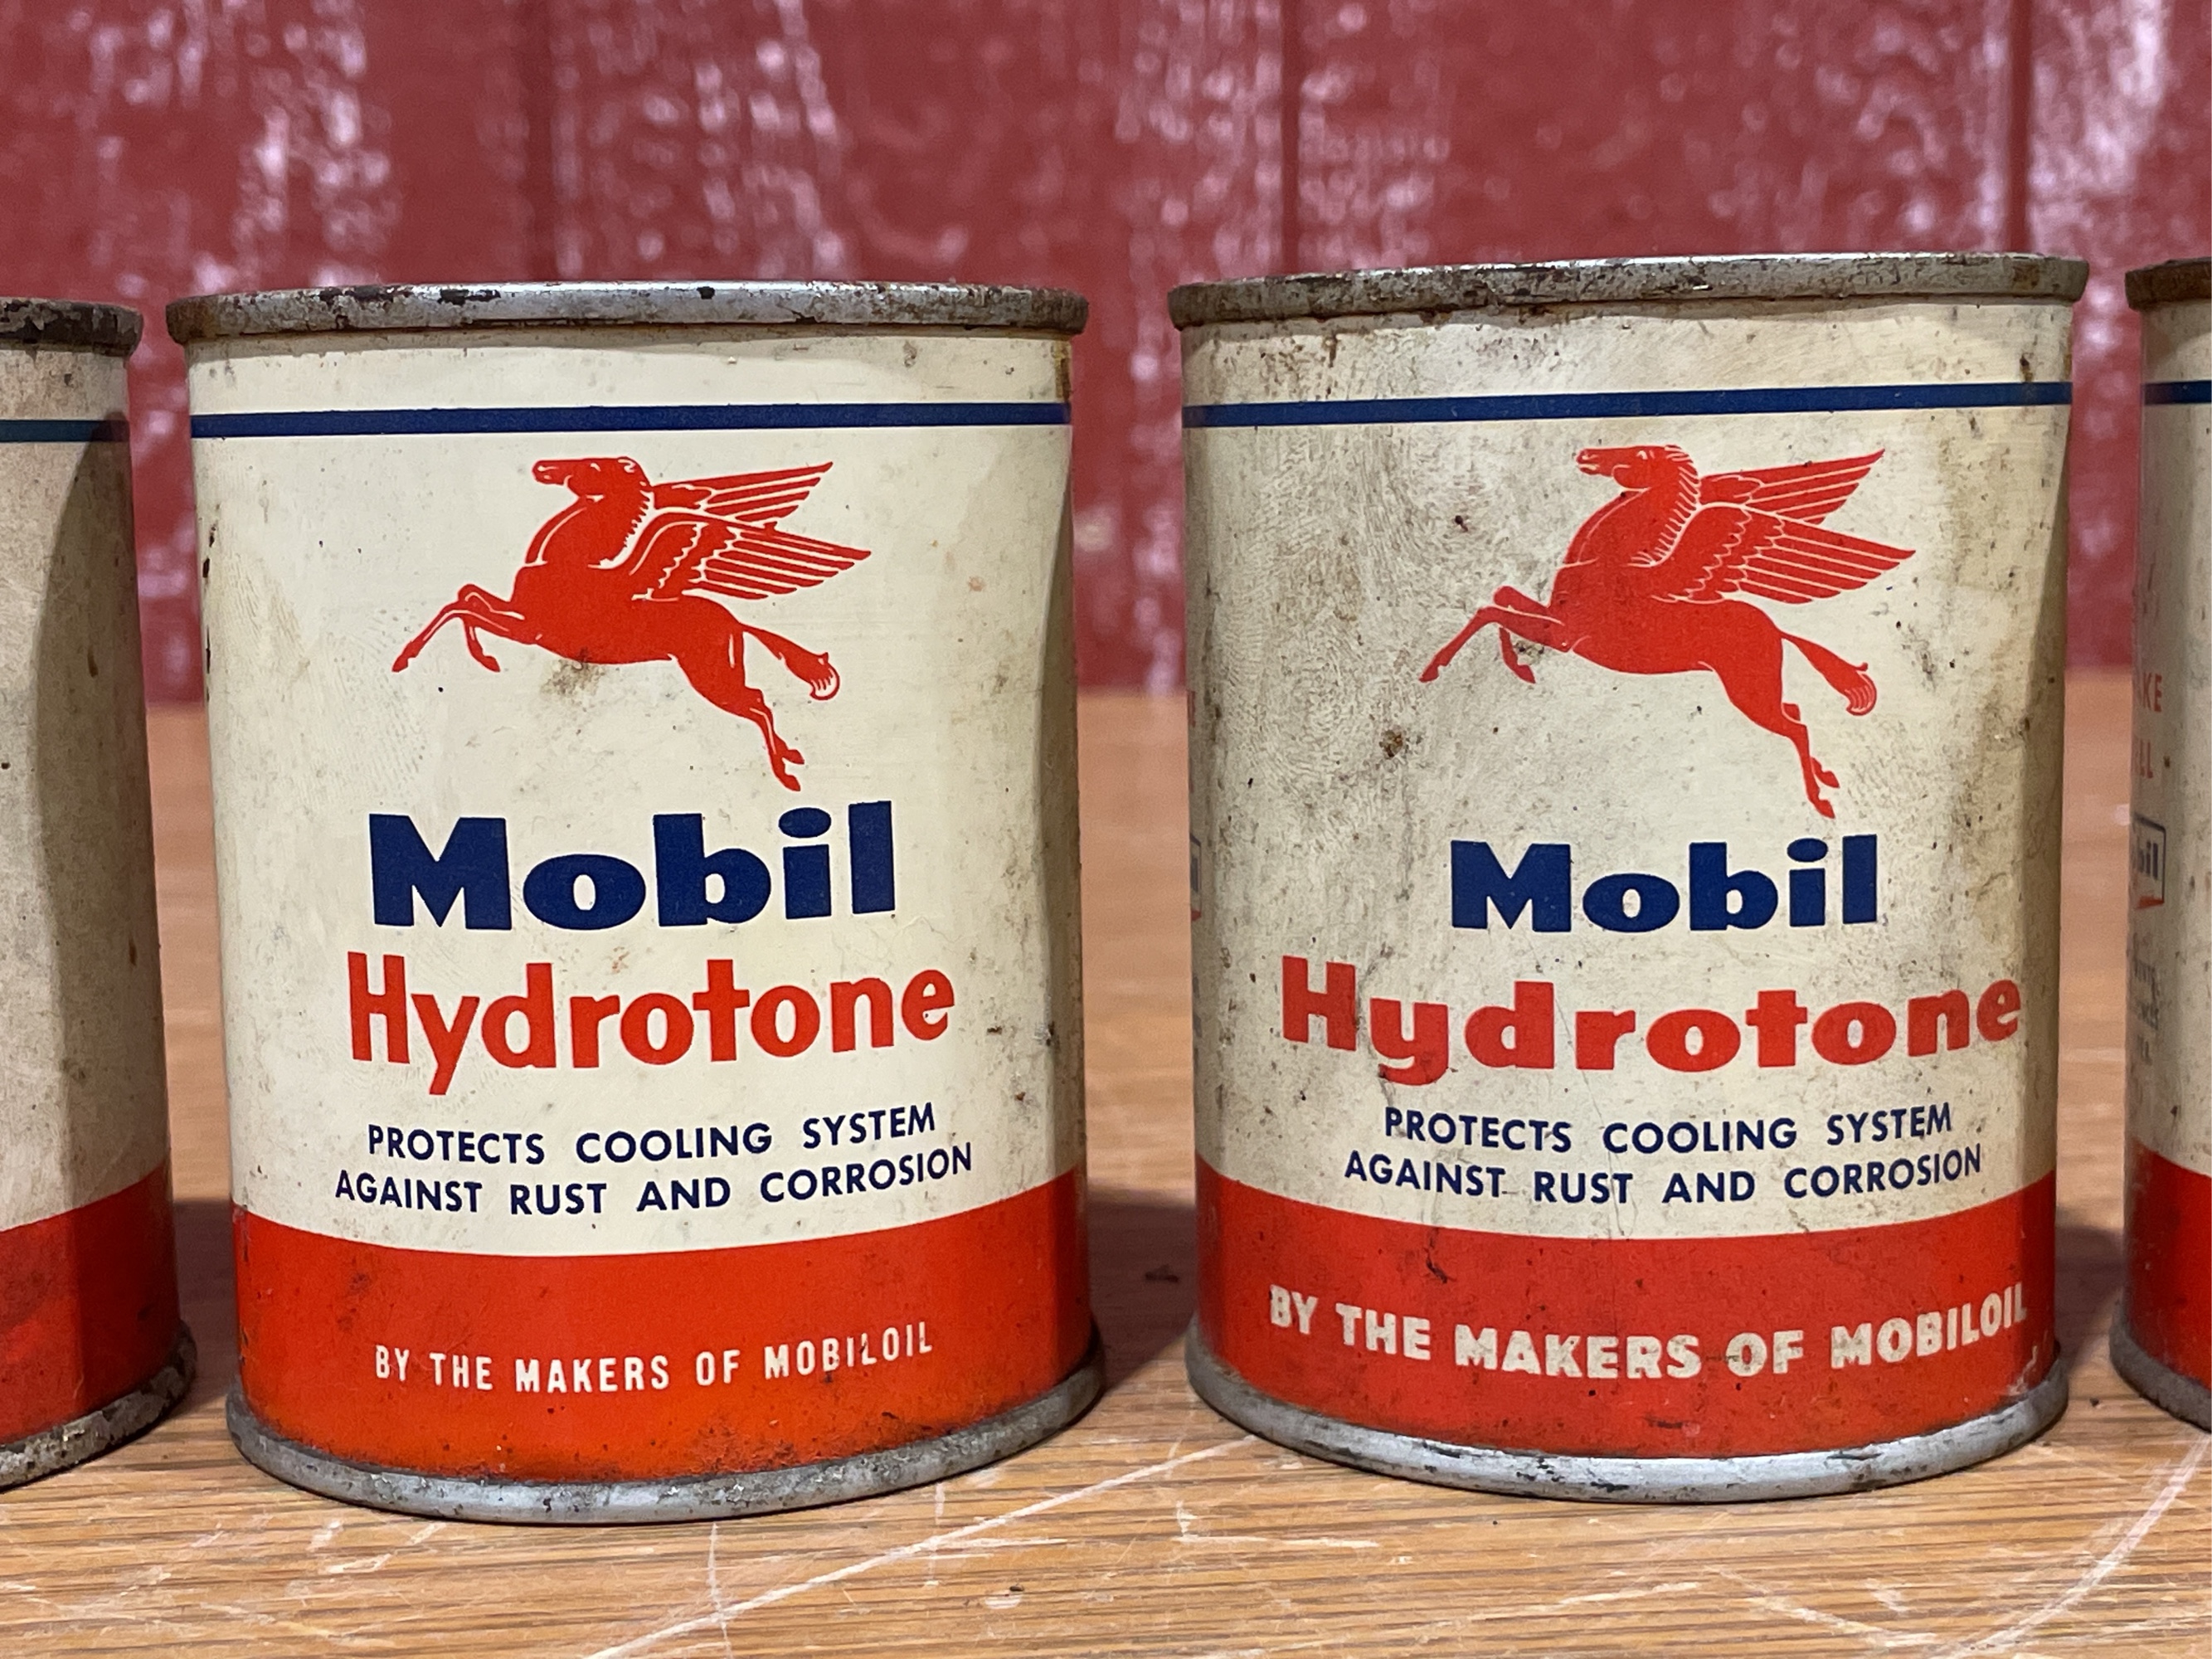 Mobil
Hydrotone
PROTECTS COOLING SYSTEM
AGAINST RUST AND CORROSION
BY THE MAKERS OF MOBILOIL
Mobil
Hydrotone
PROTECTS COOLING SYSTEM
AGAINST RUST AND CORROSION
BY THE MAKERS OF MOBILOIL